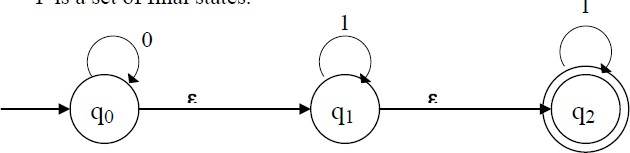 F is a set of final states.
0
1
1
ε
ε
q0
q1
q2